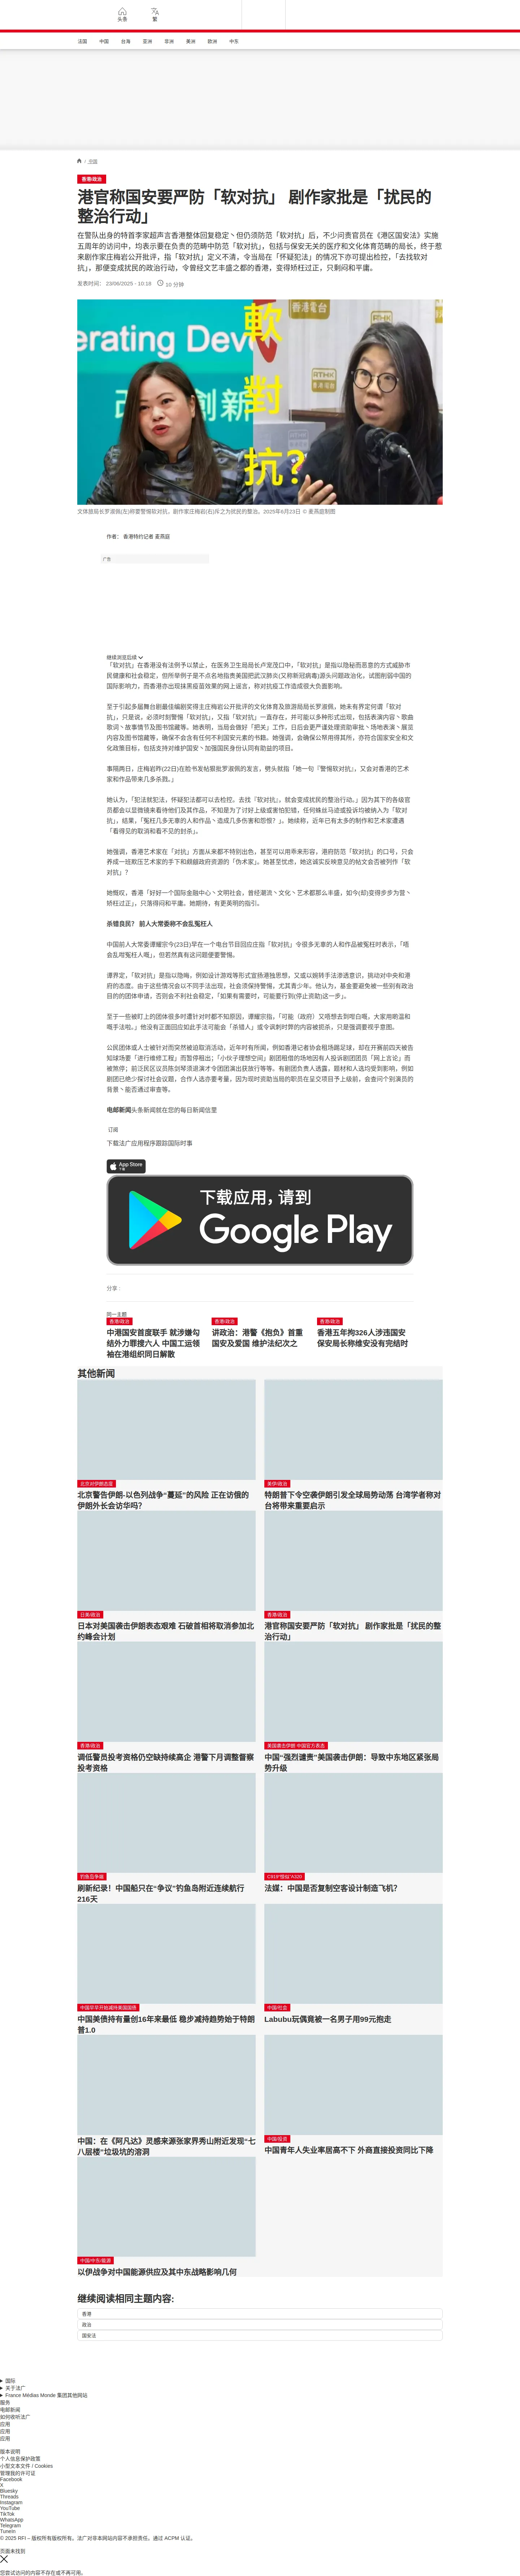 头条
繁
法国
中国
台海
亚洲
非洲
美洲
欧洲
中东
/ 中国
香港/政治
港官称国安要严防「软对抗」 剧作家批是「扰民的
整治行动」
在警队出身的特首李家超声言香港整体回复稳定丶但仍须防范「软对抗」后，不少问责官员在《港区国安法》实施
五周年的访问中，均表示要在负责的范畴中防范「软对抗」，包括与保安无关的医疗和文化体育范畴的局长，终于惹
来剧作家庄梅岩公开批评，指「软对抗」定义不清，令当局在「怀疑犯法」的情况下亦可提出检控，「去找软对
抗」，那便变成扰民的政治行动，令曾经文艺丰盛之都的香港，变得矫枉过正，只剩闷和平庸。
发表时间： 23/06/2025 - 10:18
10 分钟
erating Dev
改 創新
軟
對
抗?
香港電台
RTHK
文体旅局长罗淑佩(左)称要警惕软对抗，剧作家庄梅岩(右)斥之为扰民的整治。2025年6月23日 © 麦燕庭制图
作者： 香港特约记者 麦燕庭
广告
继续浏览后续
「软对抗」在香港没有法例予以禁止，在医务卫生局局长卢宠茂口中，「软对抗」是指以隐秘而恶意的方式威胁市
民健康和社会稳定，但所举例子是不点名地指责美国把武汉肺炎(又称新冠病毒)源头问题政治化，试图削弱中国的
国际影响力，而香港亦出现抹黑疫苗效果的网上谣言，称对抗疫工作造成很大负面影响。
至于引起多届舞台剧最佳编剧奖得主庄梅岩公开批评的文化体育及旅游局局长罗淑佩，她未有界定何谓「软对
抗」，只是说，必须时刻警惕「软对抗」，又指「软对抗」一直存在，并可能以多种形式出现，包括表演内容丶歌曲
歌词丶故事情节及图书馆藏等。她表明，当局会做好「把关」工作，日后会更严谨处理资助审批丶场地表演丶展览
内容及图书馆藏等，确保不会含有任何不利国安元素的书籍。她强调，会确保公帑用得其所，亦符合国家安全和文
化政策目标，包括支持对维护国安丶加强国民身份认同有助益的项目。
事隔两日，庄梅岩昨(22日)在脸书发帖狠批罗淑佩的发言，劈头就指「她一句『警惕软对抗』，又会对香港的艺术
家和作品带来几多杀戮。」
她认为，「犯法就犯法，怀疑犯法都可以去检控。去找『软对抗』，就会变成扰民的整治行动。」因为其下的各级官
员都会以显微镜来看待他们及其作品，不知是为了讨好上级或害怕犯错，任何蛛丝马迹或投诉均被纳入为「软对
抗」，结果，「冤枉几多无辜的人和作品丶造成几多伤害和怨憎？」。她续称，近年已有太多的制作和艺术家遭遇
「看得见的取消和看不见的封杀」。
她强调，香港艺术家在「对抗」方面从来都不特别出色，甚至可以用乖来形容，港府防范「软对抗」的口号，只会
养成一班欺压艺术家的手下和觑觎政府资源的「伪术家」。她甚至忧虑，她这诚实反映意见的帖文会否被列作「软
对抗」？
她慨叹，香港「好好一个国际金融中心丶文明社会，曾经潮流丶文化丶艺术都那么丰盛，如今(却)变得步步为营丶
矫枉过正」，只落得闷和平庸。她期待，有更英明的指引。
杀错良民？ 前人大常委称不会乱冤枉人
中国前人大常委谭耀宗今(23日)早在一个电台节目回应庄指「软对抗」令很多无辜的人和作品被冤枉时表示，「唔
会乱咁冤枉人嘅」，但若然真有这问题便要警惕。
谭界定，「软对抗」是指以隐晦，例如设计游戏等形式宣扬港独思想，又或以婉转手法渗透意识，挑动对中央和港
府的态度。由于这些情况会以不同手法出现，社会须保持警惕，尤其青少年。他认为，基金要避免被一些别有政治
目的的团体申请，否则会不利社会稳定，「如果有需要时，可能要行到(停止资助)这一步」。
至于一些被盯上的团体很多时遭针对时都不知原因，谭耀宗指，「可能（政府）又唔想去到咁白嘅，大家用啲温和
嘅手法啦。」他没有正面回应如此手法可能会「杀错人」或令讽刺时弊的内容被扼杀，只是强调要视乎意图。
公民团体或人士被针对而突然被迫取消活动，近年时有所闻，例如香港记者协会租场踢足球，却在开赛前四天被告
知球场要「进行维修工程」而暂停租出；「小伙子理想空间」剧团租借的场地因有人投诉剧团团员「网上言论」而
被煞停；前泛民区议员陈剑琴须退演才令团团演出获放行等等。有剧团负责人透露，题材和人选均受到影响，例如
剧团已绝少探讨社会议题，合作人选亦要考量，因为现时资助当局的职员在呈交项目予上级前，会查问个别演员的
背景丶能否通过审查等。
电邮新闻头条新闻就在您的每日新闻信里
订阅
下载法广应用程序跟踪国际时事
App Store
下载
下载应用，请到
Google Play
分享 :
同一主题
香港/政治
中港国安首度联手 就涉嫌勾
结外力罪搜六人 中国工运领
袖在港组织同日解散
香港/政治
讲政治：港警《抱负》首重
国安及爱国 维护法纪次之
香港/政治
香港五年拘326人涉违国安
保安局长称维安没有完结时
其他新闻
北京对伊朗态度
北京警告伊朗-以色列战争“蔓延”的风险 正在访俄的
伊朗外长会访华吗？
美伊/政治
特朗普下令空袭伊朗引发全球局势动荡 台湾学者称对
台将带来重要启示
日美/政治
日本对美国袭击伊朗表态艰难 石破首相将取消参加北
约峰会计划
香港/政治
港官称国安要严防「软对抗」 剧作家批是「扰民的整
治行动」
香港/政治
调低警员投考资格仍空缺持续高企 港警下月调整督察
投考资格
美国袭击伊朗 中国官方表态
中国“强烈谴责”美国袭击伊朗：导致中东地区紧张局
势升级
钓鱼岛争端
刷新纪录！中国船只在“争议”钓鱼岛附近连续航行
216天
C919“惊似”A320
法媒：中国是否复制空客设计制造飞机？
中国早早开始减持美国国债
中国美债持有量创16年来最低 稳步减持趋势始于特朗
普1.0
中国/社会
Labubu玩偶竟被一名男子用99元抱走
中国：在《阿凡达》灵感来源张家界秀山附近发现“七
八层楼”垃圾坑的溶洞
中国/投资
中国青年人失业率居高不下 外商直接投资同比下降
中国/中东/能源
以伊战争对中国能源供应及其中东战略影响几何
继续阅读相同主题内容:
香港
政治
国安法
国际
关于法广
France Médias Monde 集团其他网站
服务
电邮新闻
如何收听法广
应用
应用
应用
版本说明
个人信息保护政策
小型文本文件 / Cookies
管理我的许可证
Facebook
X
Bluesky
Threads
Instagram
YouTube
TikTok
WhatsApp
Telegram
TuneIn
© 2025 RFI – 版权所有版权所有。法广对非本网站内容不承担责任。通过 ACPM 认证。
页面未找到
您尝试访问的内容不存在或不再可用。